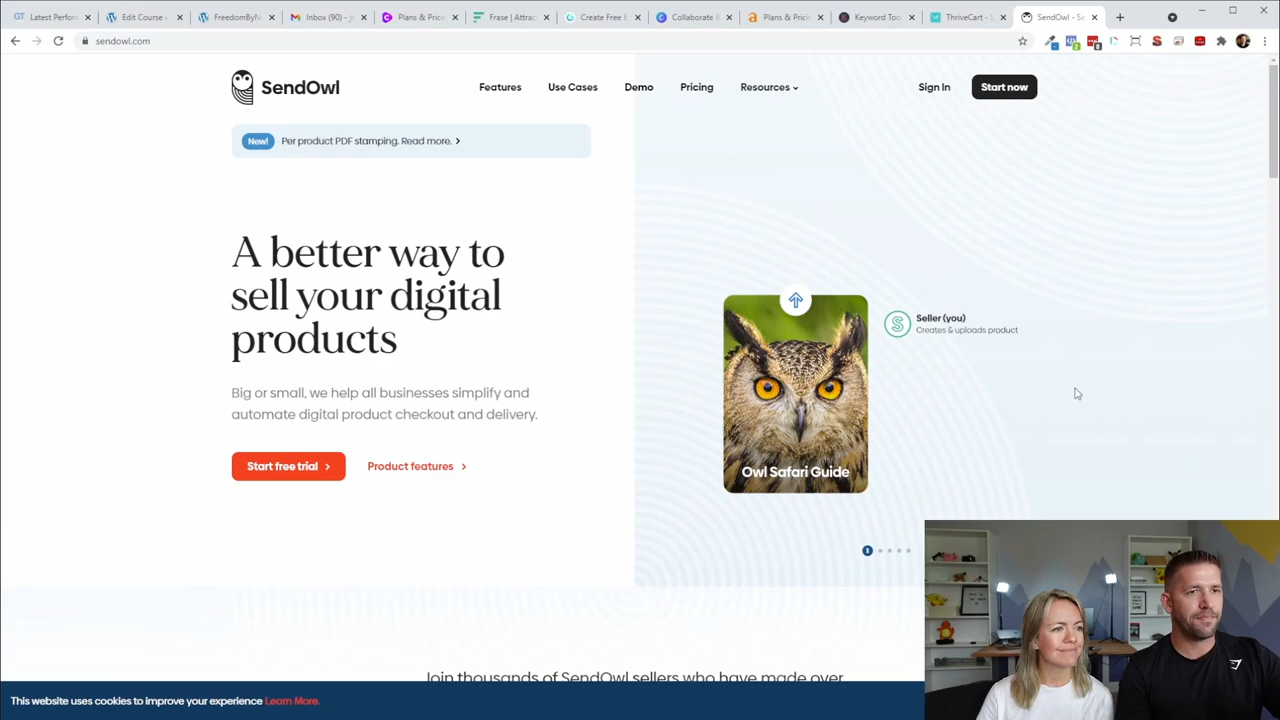 Latest Perform
Edit Course
FreedomByNu
Inbox (90)
Plans & Pricin
Frase | Attrac
Create Free E
Collaborate &
Plans & Pricin
Keyword Too
ThriveCart - S
SendOwl - Se
sendowl.com
SendOwl
Features
Use Cases
Demo
Pricing
Resources
Sign In
Start now
New! Per product PDF stamping. Read more.
A better way to
sell your digital
products
Seller (you)
Creates & uploads product
Big or small, we help all businesses simplify and
automate digital product checkout and delivery.
Owl Safari Guide
Start free trial
Product features
Join thousands of SendOwl sellers who have made over
This website uses cookies to improve your experience Learn More.